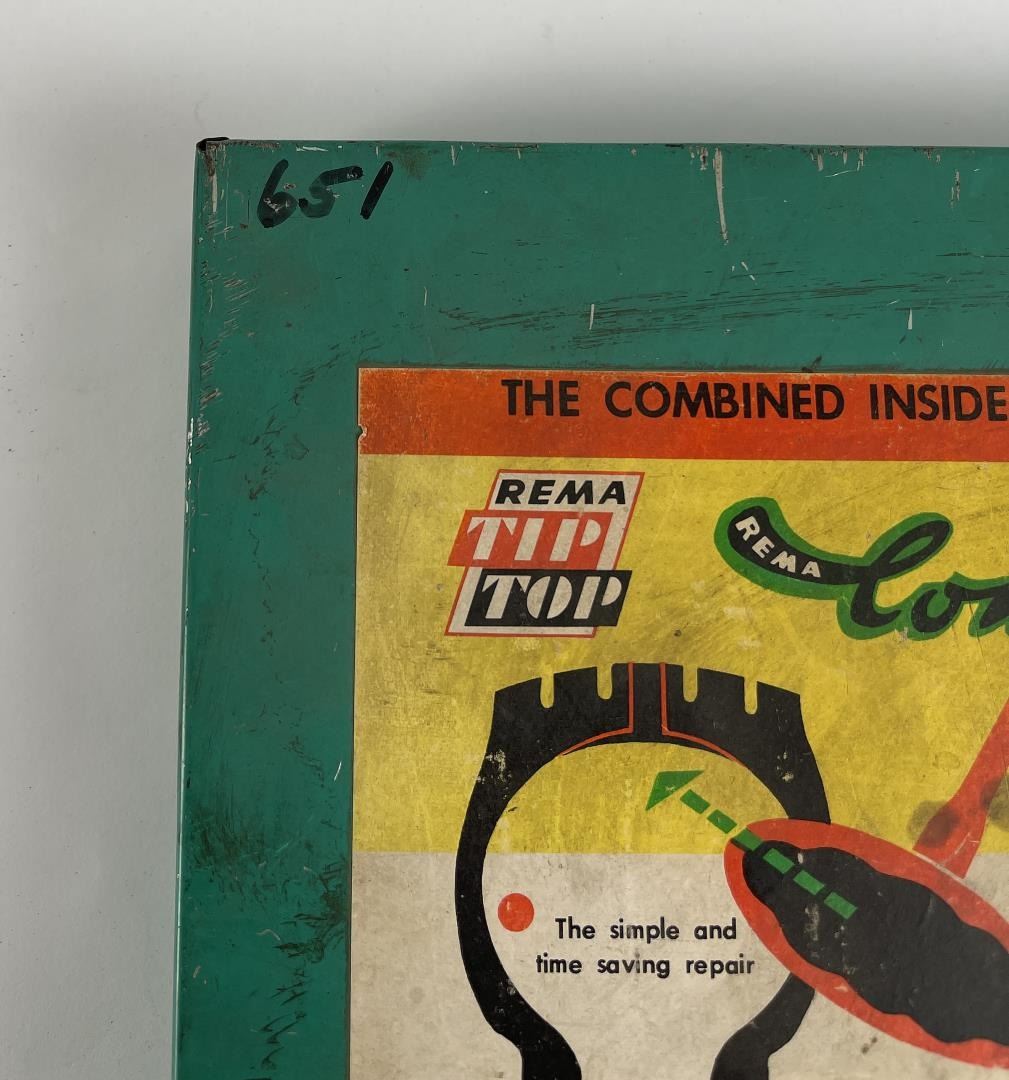 651
THE COMBINED INSIDE
REMA
TIP
TOP
REMA
The simple and
time saving repair